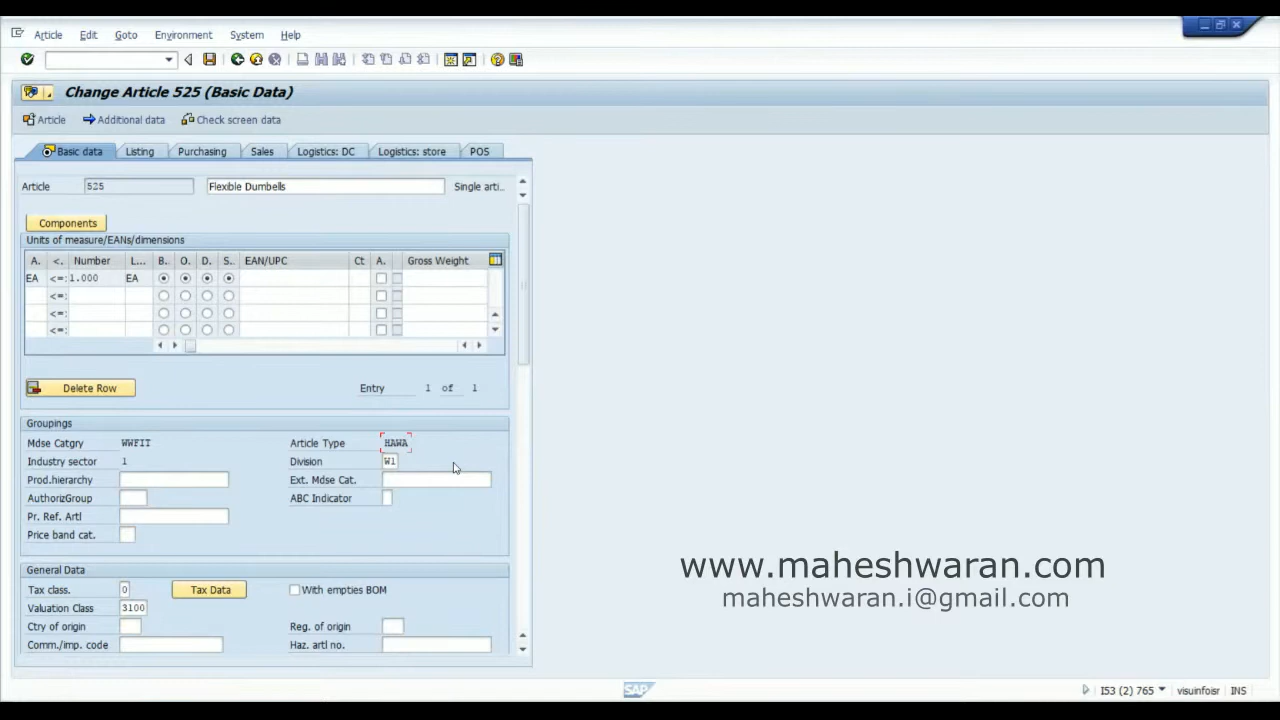 Article Edit Goto Environment System Help
Change Article 525 (Basic Data)
Article Additional data Check screen data
Basic data Listing Purchasing Sales Logistics: DC Logistics: store POS
Article 525 Flexible Dumbells Single arti..
Components
Units of measure/EANs/dimensions
A. <. Number L... B.. O. D. S.. EAN/UPC Ct A. Gross Weight
EA <=: 1.000 EA
<=:
<=:
<=:
Delete Row Entry 1 of 1
Groupings
Mdse Catgry WWFIT Article Type HAWA
Industry sector 1 Division W1
Prod.hierarchy Ext. Mdse Cat.
AuthorizGroup ABC Indicator
Pr. Ref. Artl
Price band cat.
General Data
Tax class. 0 Tax Data With empties BOM
Valuation Class 3100
Ctry of origin Reg. of origin
Comm./imp. code Haz. artl no.
www.maheshwaran.com
maheshwaran.i@gmail.com
SAP I53 (2) 765 visuinfoisr INS